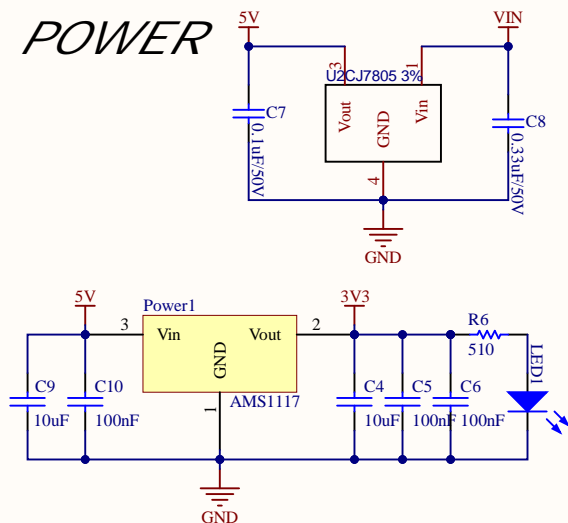 POWER
5V
VIN
U2CJ7805 3%
3
1
Vout
GND
Vin
C7
0.1uF/50V
C8
0.33uF/50V
4
GND
5V
Power1
3V3
3
Vin
Vout
2
GND
1
AMS1117
R6
510
LED1
C9
10uF
C10
100nF
C4
10uF
C5
100nF
C6
100nF
GND